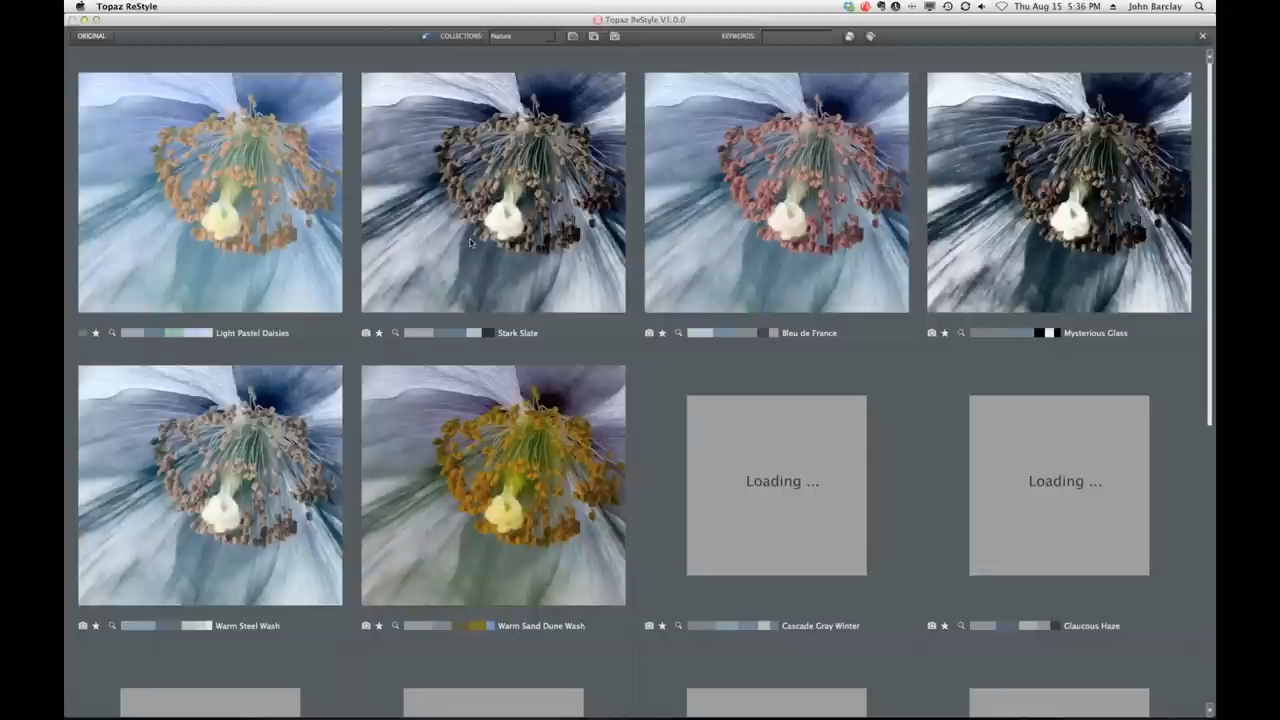 Topaz ReStyle
Thu Aug 15 5:36 PM
John Barclay
Topaz ReStyle V1.0.0
ORIGINAL
COLLECTIONS: Nature
KEYWORDS:
Light Pastel Daisies
Stark Slate
Bleu de France
Mysterious Glass
Loading ...
Loading ...
Warm Steel Wash
Warm Sand Dune Wash
Cascade Gray Winter
Glaucous Haze